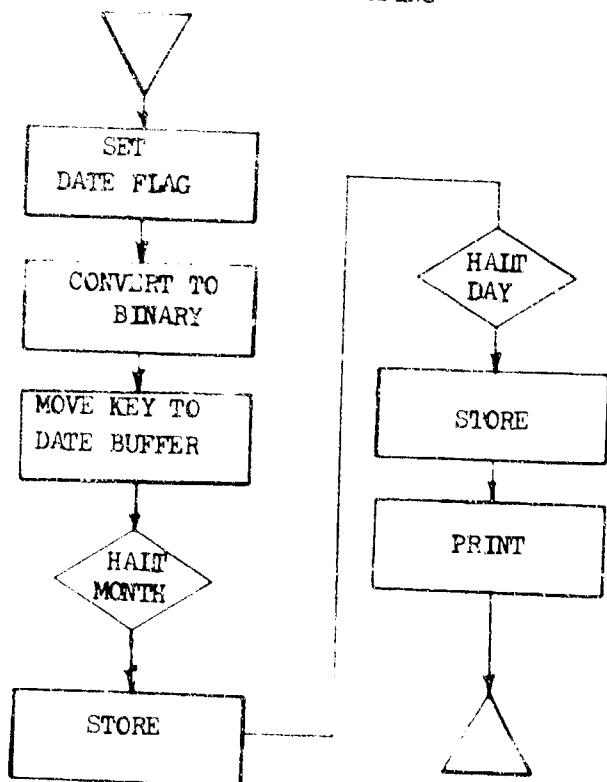 SET
DATE FLAG
CONVERT TO
BINARY
MOVE KEY TO
DATE BUFFER
HALT
MONTH
STORE
HALT
DAY
STORE
PRINT